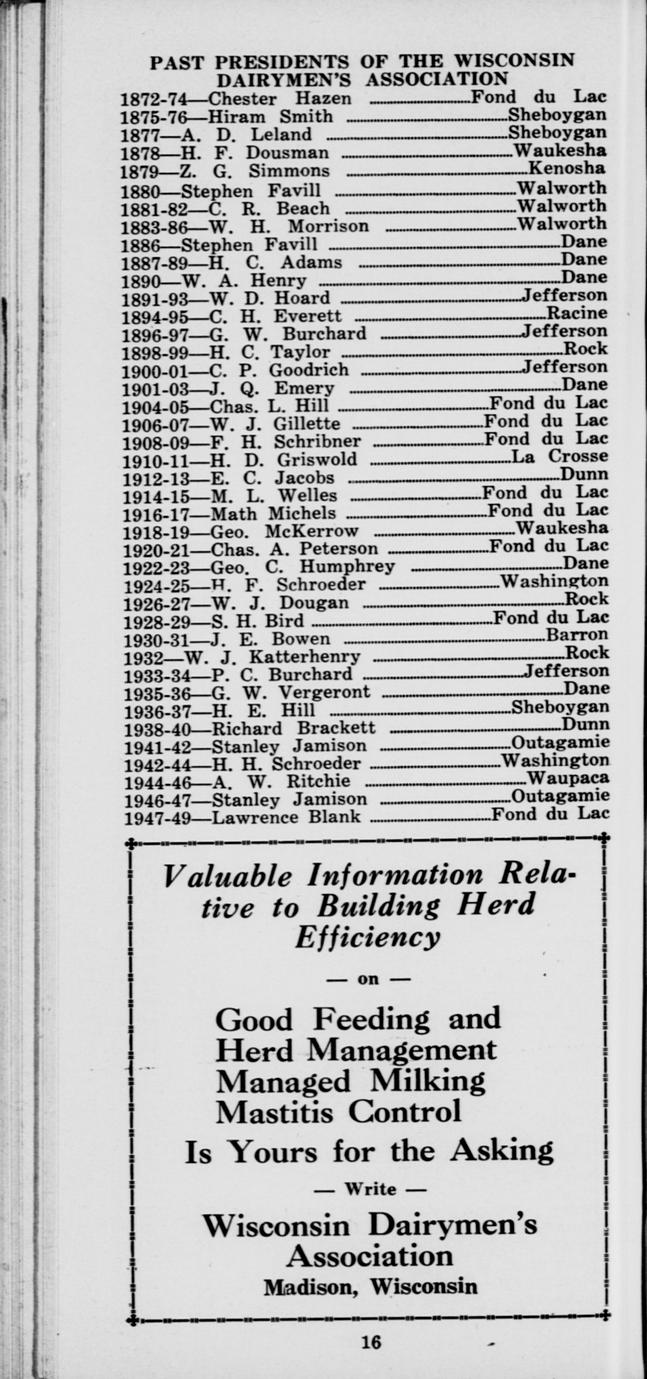 PAST PRESIDENTS OF THE WISCONSIN
DAIRYMEN'S ASSOCIATION
1872-74—Chester Hazen ........Fond du Lac
1875-76—Hiram Smith ........Sheboygan
1877—A. D. Leland ........Sheboygan
1878—H. F. Dousman ........Waukesha
1879—Z. G. Simmons ........Kenosha
1880—Stephen Favill ........Walworth
1881-82—C. R. Beach ........Walworth
1883-86—W. H. Morrison ........Walworth
1886—Stephen Favill ........Dane
1887-89—H. C. Adams ........Dane
1890—W. A. Henry ........Dane
1891-93—W. D. Hoard ........Jefferson
1894-95—C. H. Everett ........Racine
1896-97—G. W. Burchard ........Jefferson
1898-99—H. C. Taylor ........Rock
1900-01—C. P. Goodrich ........Jefferson
1901-03—J. Q. Emery ........Dane
1904-05—Chas. L. Hill ........Fond du Lac
1906-07—W. J. Gillette ........Fond du Lac
1908-09—F. H. Schribner ........Fond du Lac
1910-11—H. D. Griswold ........La Crosse
1912-13—E. C. Jacobs ........Dunn
1914-15—M. L. Welles ........Fond du Lac
1916-17—Math Michels ........Fond du Lac
1918-19—Geo. McKerrow ........Waukesha
1920-21—Chas. A. Peterson ........Fond du Lac
1922-23—Geo. C. Humphrey ........Dane
1924-25—H. F. Schroeder ........Washington
1926-27—W. J. Dougan ........Rock
1928-29—S. H. Bird ........Fond du Lac
1930-31—J. E. Bowen ........Barron
1932—W. J. Katterhenry ........Rock
1933-34—P. C. Burchard ........Jefferson
1935-36—G. W. Vergeront ........Dane
1936-37—H. E. Hill ........Sheboygan
1938-40—Richard Brackett ........Dunn
1941-42—Stanley Jamison ........Outagamie
1942-44—H. H. Schroeder ........Washington
1944-46—A. W. Ritchie ........Waupaca
1946-47—Stanley Jamison ........Outagamie
1947-49—Lawrence Blank ........Fond du Lac
Valuable Information Rela-
tive to Building Herd
Efficiency
— on —
Good Feeding and
Herd Management
Managed Milking
Mastitis Control
Is Yours for the Asking
— Write —
Wisconsin Dairymen's
Association
Madison, Wisconsin
16